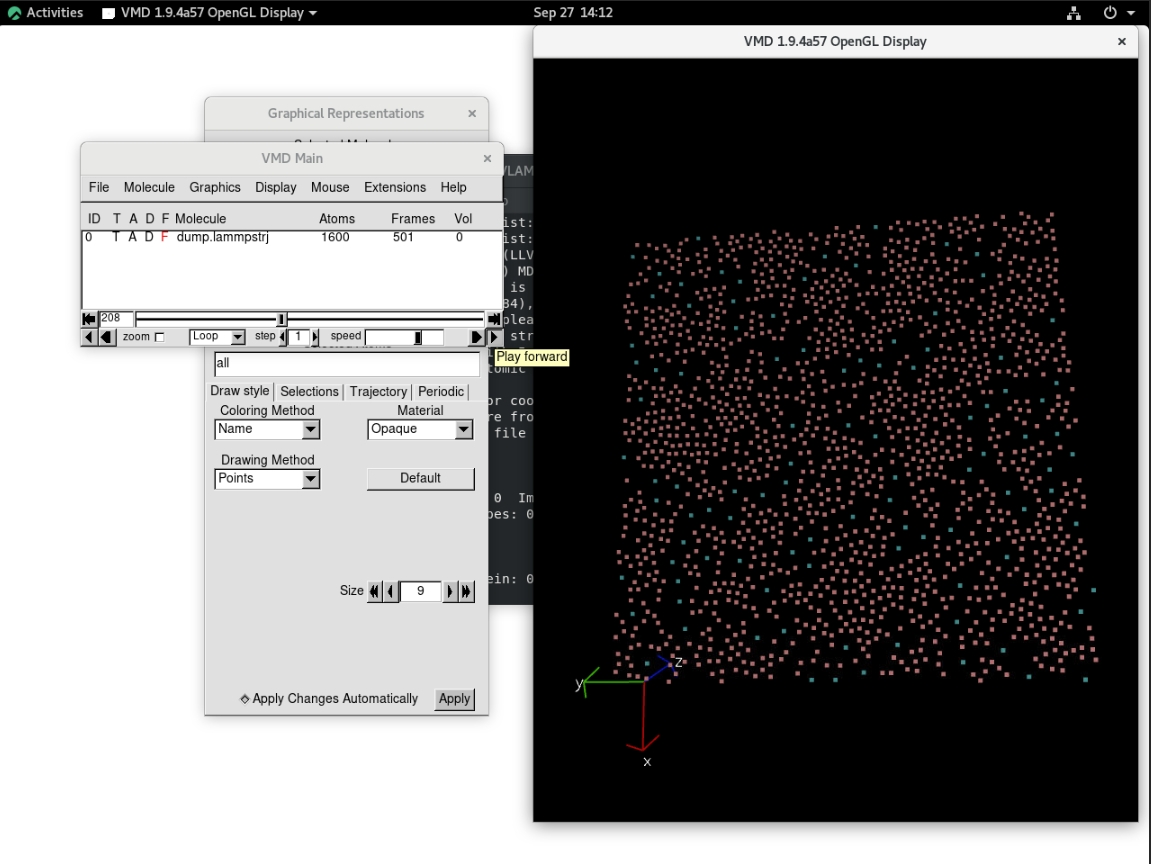 Activities VMD 1.9.4a57 OpenGL Display Sep 27 14:12
VMD 1.9.4a57 OpenGL Display
Graphical Representations
VMD Main
File Molecule Graphics Display Mouse Extensions Help
ID T A D F Molecule Atoms Frames Vol
0 T A D F dump.lammpstrj 1600 501 0
208
zoom Loop step 1 speed
Play forward
all
Draw style Selections Trajectory Periodic
Coloring Method Material
Name Opaque
Drawing Method
Points Default
Size 9
Apply Changes Automatically Apply
ist:
ist:
(LLV
) MD
is
84),
plea
str
tomic
or coo
re fro
file
0 Im
pes: 0
ein: 0
y
z
x